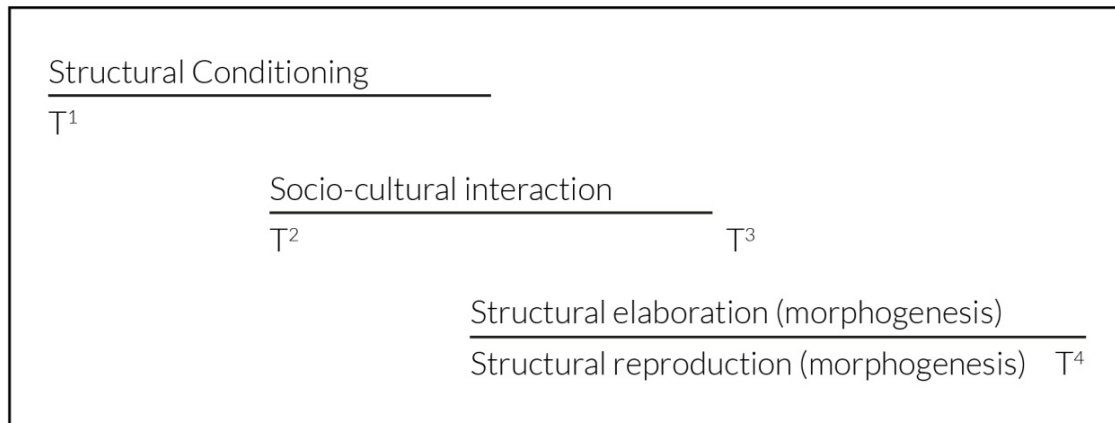 Structural Conditioning
T¹
Socio-cultural interaction
T² T³
Structural elaboration (morphogenesis)
Structural reproduction (morphogenesis) T⁴